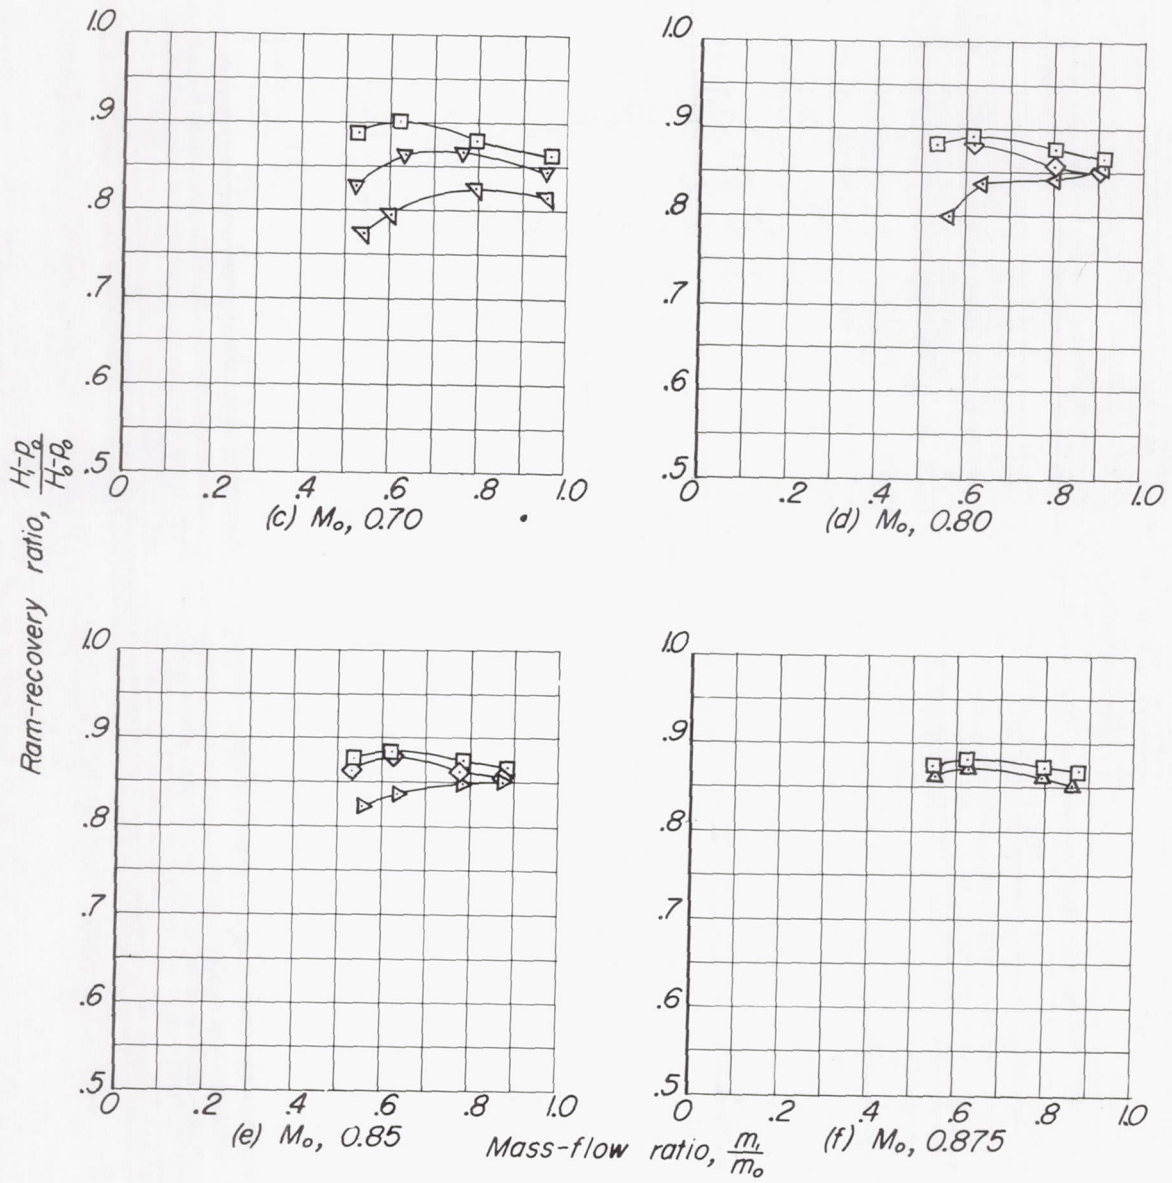 1.0 1.0
.9 .9
.8 .8
.7 .7
.6 .6
.5 .5
0 .2 .4 .6 .8 1.0 0 .2 .4 .6 .8 1.0
(c) M₀, 0.70 (d) M₀, 0.80
Ram-recovery ratio, H₁-p₀/H₀-p₀
1.0 1.0
.9 .9
.8 .8
.7 .7
.6 .6
.5 .5
0 .2 .4 .6 .8 1.0 0 .2 .4 .6 .8 1.0
(e) M₀, 0.85 (f) M₀, 0.875
Mass-flow ratio, m₁/m₀